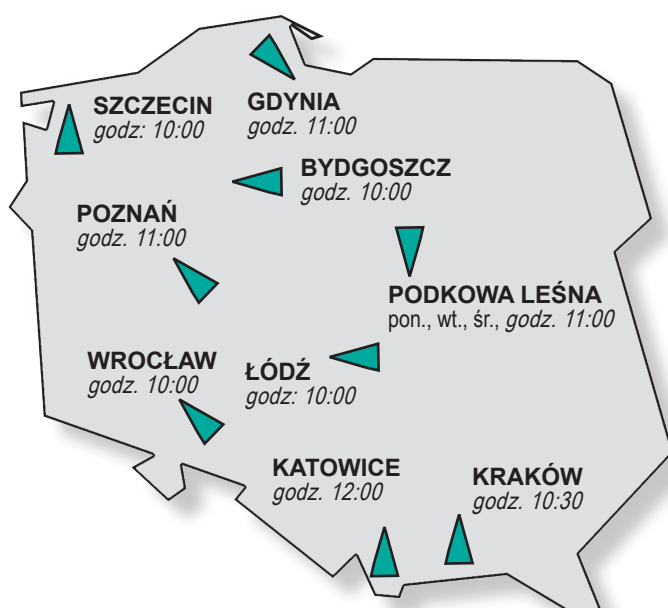 SZCZECIN
godz: 10:00
GDYNIA
godz. 11:00
BYDGOSZCZ
godz. 10:00
POZNAŃ
godz. 11:00
PODKOWA LEŚNA
pon., wt., śr., godz. 11:00
WROCŁAW
godz. 10:00
ŁÓDŹ
godz: 10:00
KATOWICE
godz. 12:00
KRAKÓW
godz. 10:30